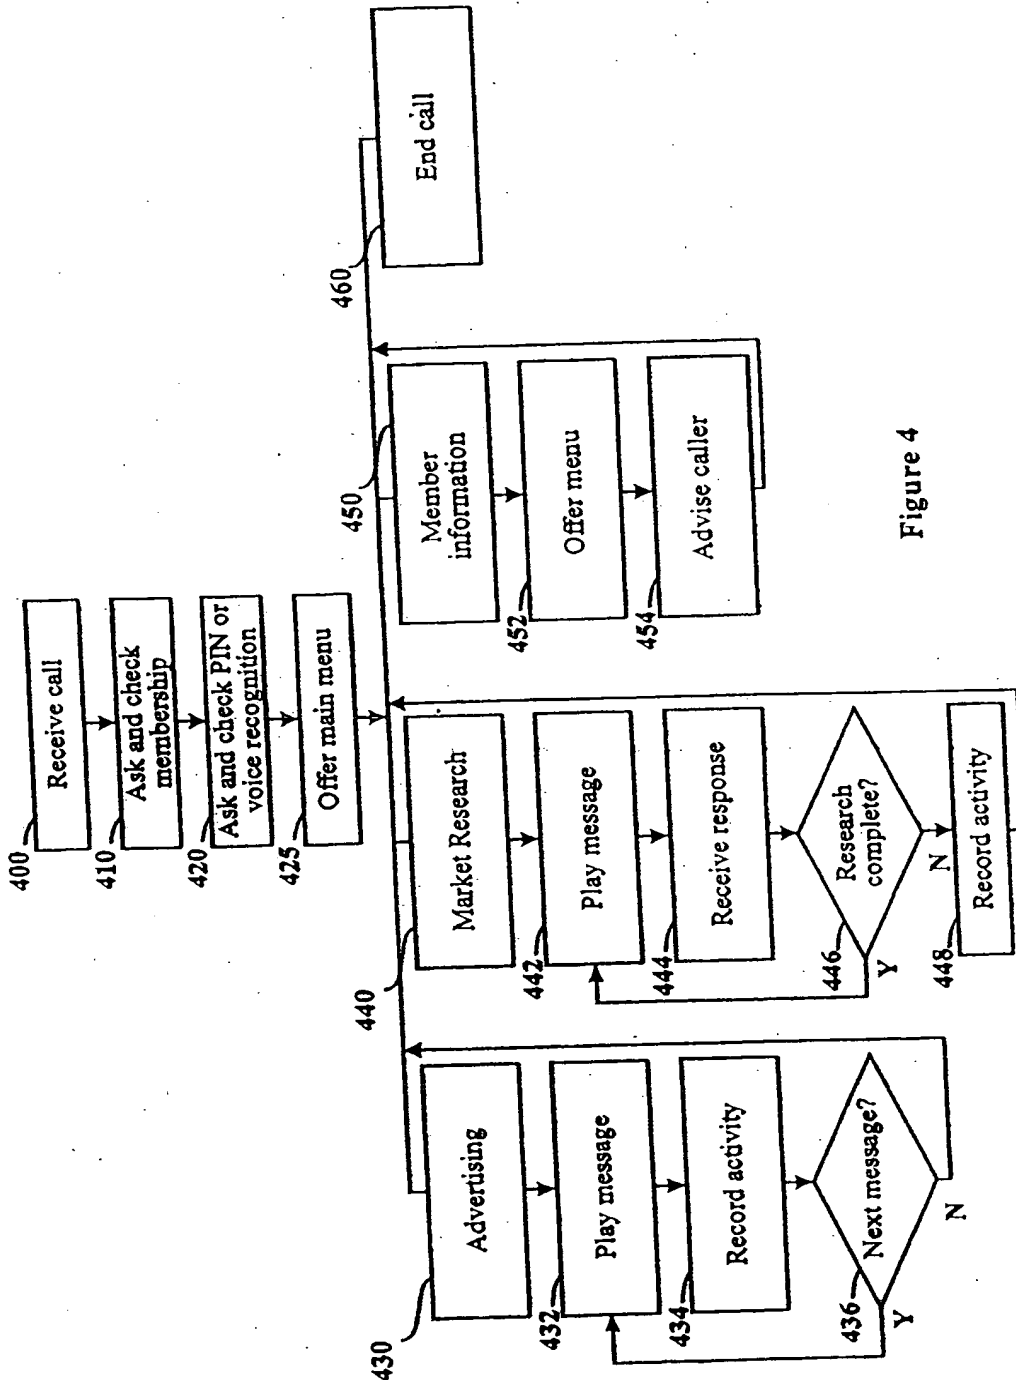 400
Receive call
410
Ask and check
membership
420
Ask and check PIN or
voice recognition
425
Offer main menu
430
Advertising
432
Play message
434
Record activity
436
Next message?
Y
N
440
Market Research
442
Play message
444
Receive response
446
Research
complete?
Y
N
448
Record activity
450
Member
information
452
Offer menu
454
Advise caller
460
End call
Figure 4